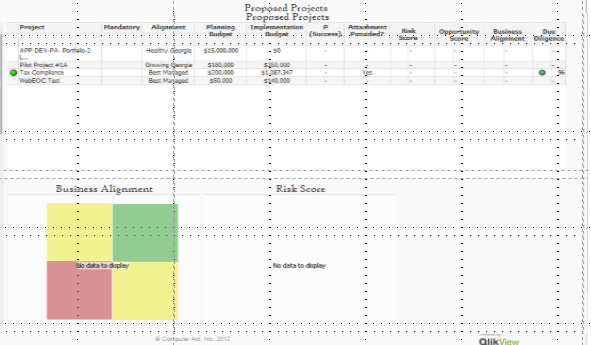 Proposed Projects
Proposed Projects
Project Mandatory Alignment Planning Budget Implementation Budget P (Success) Attachment Provided? Risk Score Opportunity Score Business Alignment Due Diligence
APP DEV-PA- Portfolio-2 L... Healthy Georgia $15,000,000 $0 - - - - -
Pilot Project #1A Growing Georgia $180,000 - - - - -
Tax Compliance Best Managed $200,000 $1,087,347 - Yes - - - 96
WebEOC Test Best Managed $50,000 $140,000 - - - - -
Business Alignment Risk Score
No data to display No data to display
© Computer Aid, Inc. 2012
QlikView